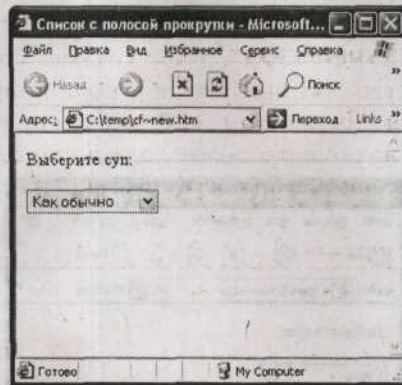 Список с полосой прокрутки - Microsoft...
Файл Правка Вид Избранное Сервис Справка
Назад Поиск »
Адрес: C:\temp\cf~new.htm Переход Links »
Выберите суп:
Как обычно
Готово My Computer